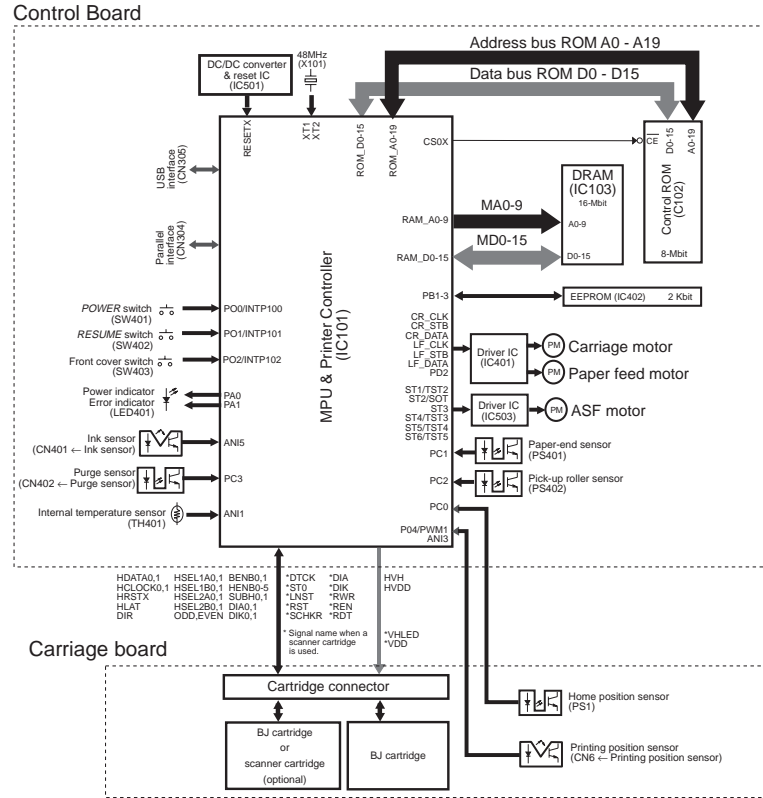 Control Board
DC/DC converter
& reset IC
(IC501)
48MHz
(X101)
Address bus ROM A0 - A19
Data bus ROM D0 - D15
RESETX
XT1
XT2
ROM_D0-15
ROM_A0-19
CS0X
CE
D0-15
A0-19
Control ROM
(C102)
8-Mbit
USB
interface
(CN305)
Parallel
interface
(CN304)
MPU & Printer Controller
(IC101)
RAM_A0-9
MA0-9
DRAM
(IC103)
16-Mbit
A0-9
RAM_D0-15
MD0-15
D0-15
PB1-3
EEPROM (IC402) 2 Kbit
POWER switch
(SW401)
PO0/INTP100
RESUME switch
(SW402)
PO1/INTP101
Front cover switch
(SW403)
PO2/INTP102
Power indicator
Error indicator
(LED401)
PA0
PA1
Ink sensor
(CN401 ← Ink sensor)
ANI5
Purge sensor
(CN402 ← Purge sensor)
PC3
Internal temperature sensor
(TH401)
ANI1
CR_CLK
CR_STB
CR_DATA
LF_CLK
LF_STB
LF_DATA
PD2
Driver IC
(IC401)
PM Carriage motor
PM Paper feed motor
ST1/TST2
ST2/SOT
ST3
ST4/TST3
ST5/TST4
ST6/TST5
Driver IC
(IC503)
PM ASF motor
PC1
Paper-end sensor
(PS401)
PC2
Pick-up roller sensor
(PS402)
PC0
P04/PWM1
ANI3
HDATA0,1 HSEL1A0,1 BENB0,1 *DTCK *DIA HVH
HCLOCK0,1 HSEL1B0,1 HENB0-5 *ST0 *DIK HVDD
HRSTX HSEL2A0,1 SUBH0,1 *LNST *RWR
HLAT HSEL2B0,1 DIA0,1 *RST *REN
DIR ODD,EVEN DIK0,1 *SCHKR *RDT
* Signal name when a
scanner cartridge
is used.
*VHLED
*VDD
Carriage board
Cartridge connector
BJ cartridge
or
scanner cartridge
(optional)
BJ cartridge
Home position sensor
(PS1)
Printing position sensor
(CN6 ← Printing position sensor)